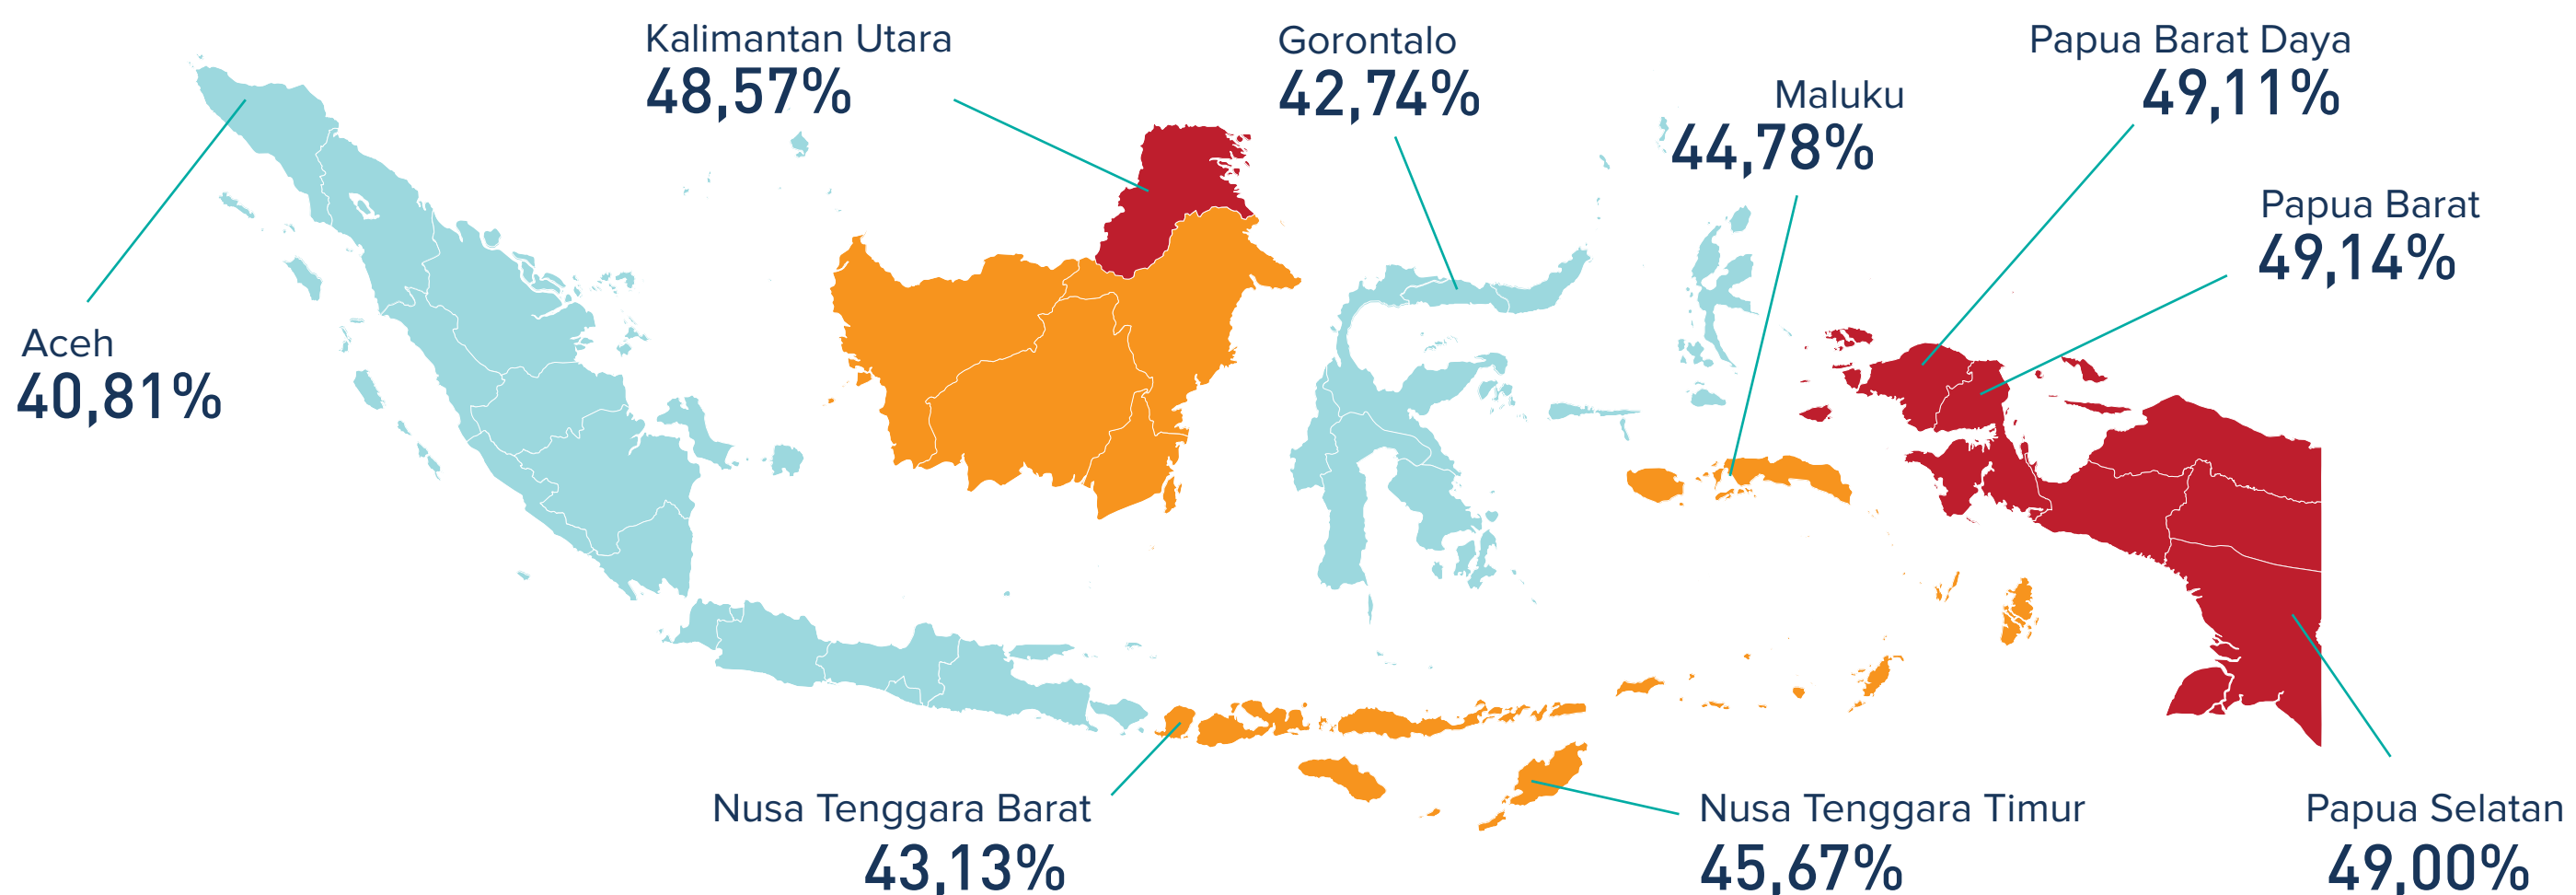 Kalimantan Utara
48,57%
Gorontalo
42,74%
Maluku
44,78%
Papua Barat Daya
49,11%
Papua Barat
49,14%
Aceh
40,81%
Nusa Tenggara Barat
43,13%
Nusa Tenggara Timur
45,67%
Papua Selatan
49,00%